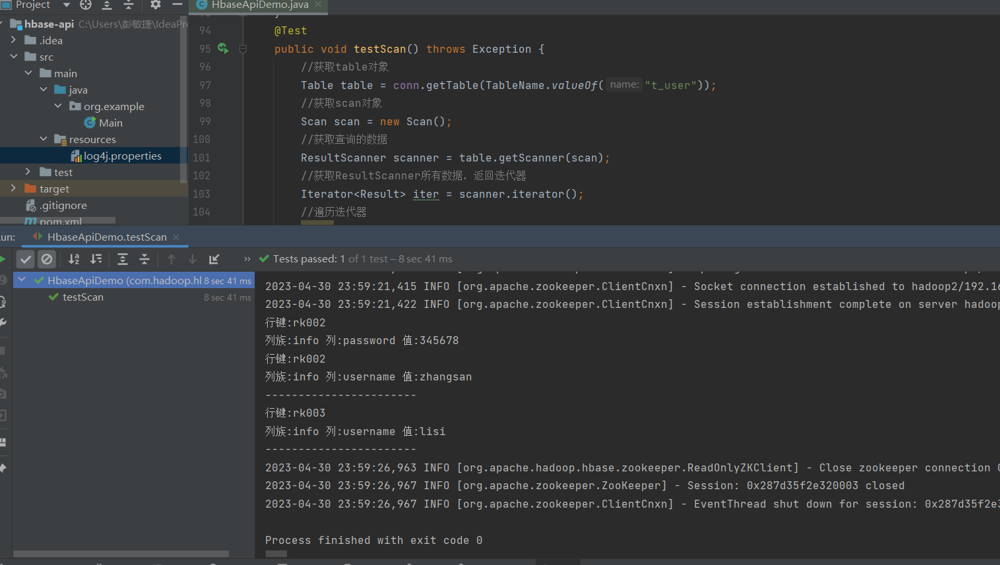 Project
HbaseApiDemo.java
hbase-api C:\Users\彭敏捷\IdeaPr
.idea
src
main
java
org.example
Main
resources
log4j.properties
test
target
.gitignore
pom.xml
94 @Test
95 public void testScan() throws Exception {
96 //获取table对象
97 Table table = conn.getTable(TableName.valueOf( name: "t_user"));
98 //获取scan对象
99 Scan scan = new Scan();
100 //获取查询的数据
101 ResultScanner scanner = table.getScanner(scan);
102 //获取ResultScanner所有数据，返回迭代器
103 Iterator<Result> iter = scanner.iterator();
104 //遍历迭代器
un: HbaseApiDemo.testScan
Tests passed: 1 of 1 test – 8 sec 41 ms
HbaseApiDemo (com.hadoop.hl 8 sec 41 ms
testScan 8 sec 41 ms
2023-04-30 23:59:21,415 INFO [org.apache.zookeeper.ClientCnxn] - Socket connection established to hadoop2/192.16
2023-04-30 23:59:21,422 INFO [org.apache.zookeeper.ClientCnxn] - Session establishment complete on server hadoop
行键:rk002
列族:info 列:password 值:345678
行键:rk002
列族:info 列:username 值:zhangsan
-----------------------
行键:rk003
列族:info 列:username 值:lisi
-----------------------
2023-04-30 23:59:26,963 INFO [org.apache.hadoop.hbase.zookeeper.ReadOnlyZKClient] - Close zookeeper connection 0
2023-04-30 23:59:26,967 INFO [org.apache.zookeeper.ZooKeeper] - Session: 0x287d35f2e320003 closed
2023-04-30 23:59:26,967 INFO [org.apache.zookeeper.ClientCnxn] - EventThread shut down for session: 0x287d35f2e3
Process finished with exit code 0